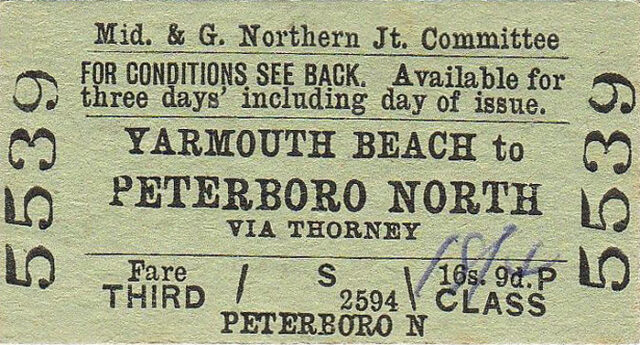 Mid. & G. Northern Jt. Committee
FOR CONDITIONS SEE BACK. Available for
three days' including day of issue.
YARMOUTH BEACH to
PETERBORO NORTH
VIA THORNEY
Fare / S \ 16s. 9d. P
THIRD 2594 CLASS
PETERBORO N
5539
5539